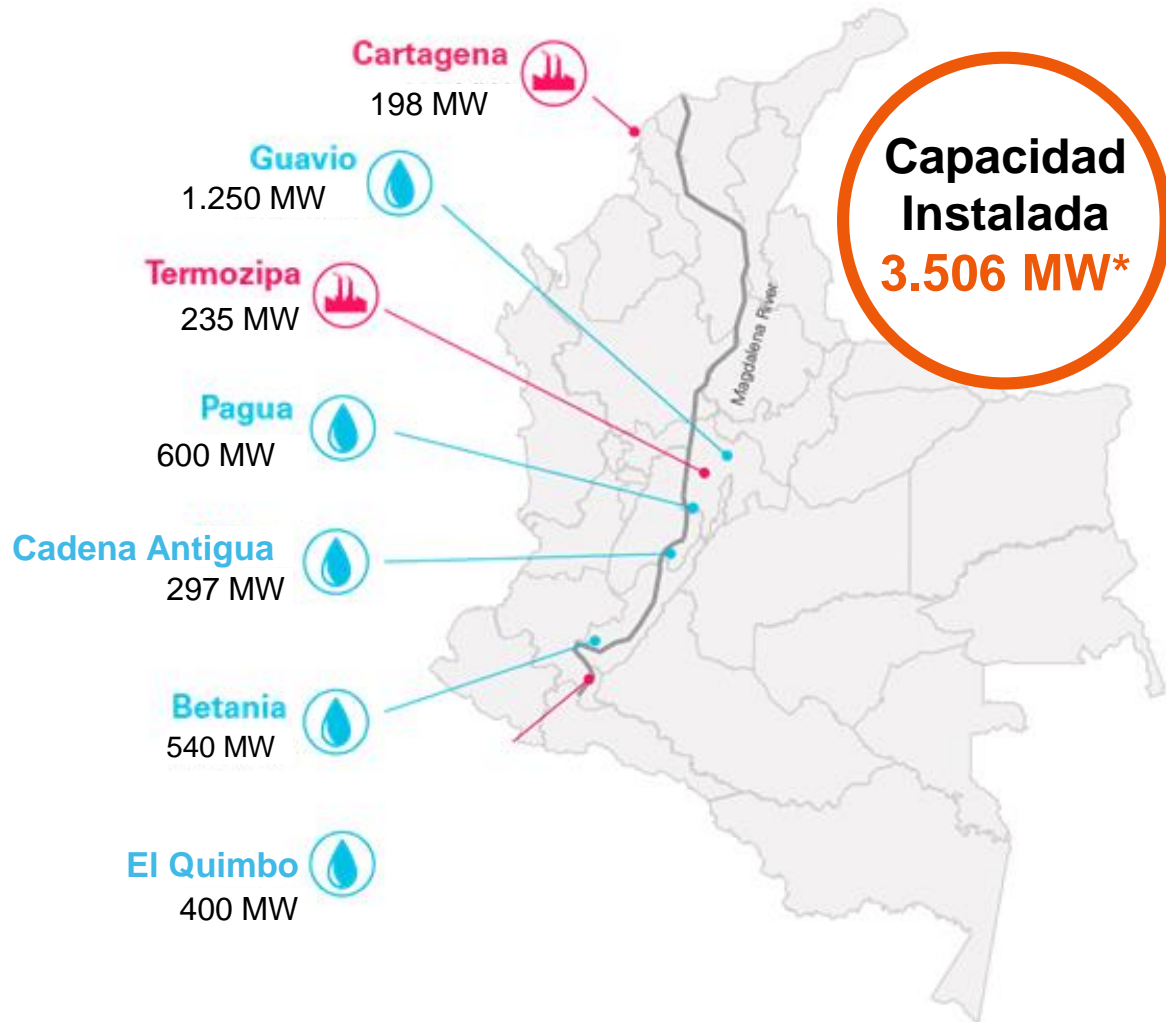 Cartagena
198 MW
Guavio
1.250 MW
Termozipa
235 MW
Pagua
600 MW
Cadena Antigua
297 MW
Betania
540 MW
El Quimbo
400 MW
Magdalena River
Capacidad
Instalada
3.506 MW*